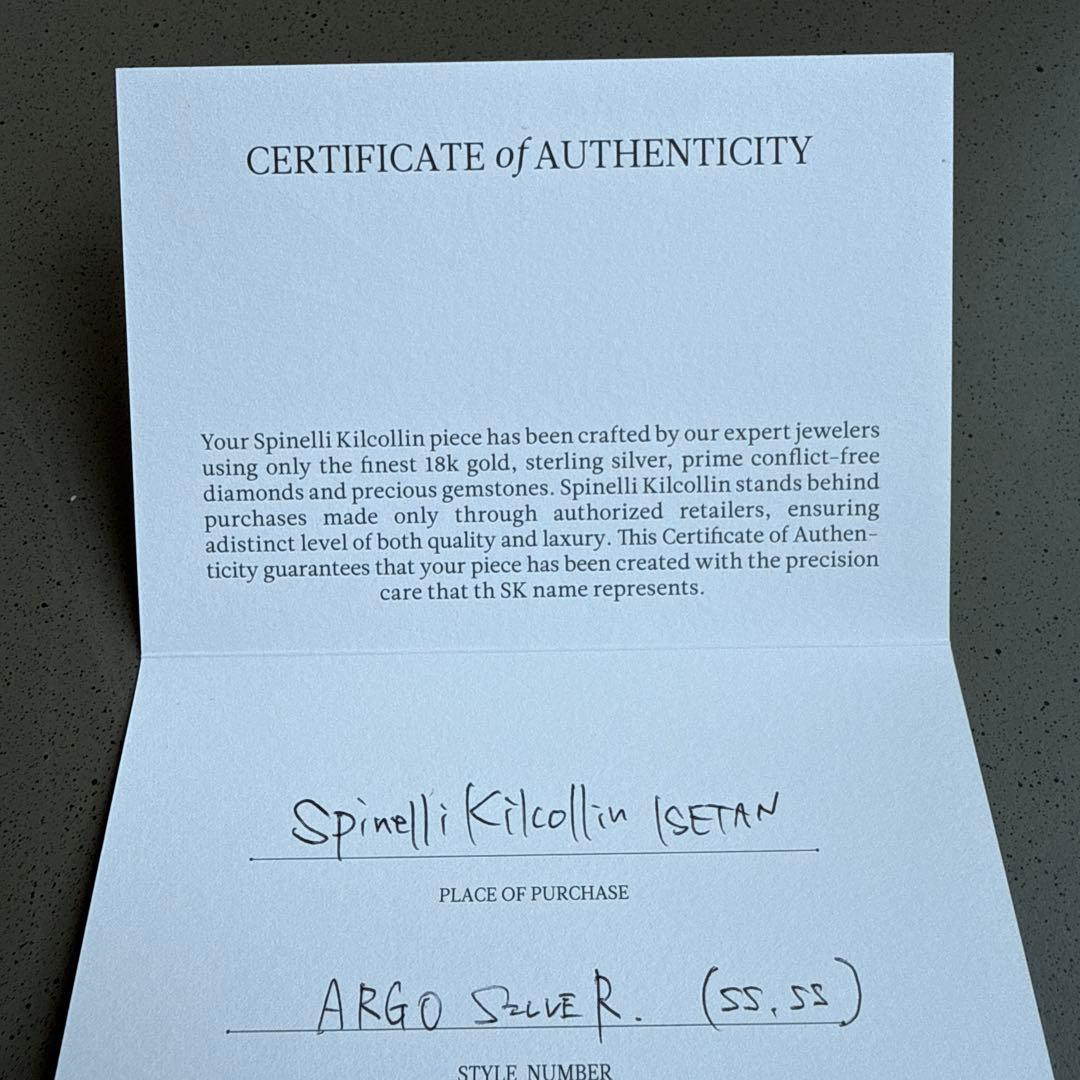 CERTIFICATE of AUTHENTICITY
Your Spinelli Kilcollin piece has been crafted by our expert jewelers
using only the finest 18k gold, sterling silver, prime conflict-free
diamonds and precious gemstones. Spinelli Kilcollin stands behind
purchases made only through authorized retailers, ensuring
adistinct level of both quality and laxury. This Certificate of Authen-
ticity guarantees that your piece has been created with the precision
care that th SK name represents.
Spinelli Kilcollin ISETAN
PLACE OF PURCHASE
ARGO SILVER. (SS, SS)
STYLE NUMBER